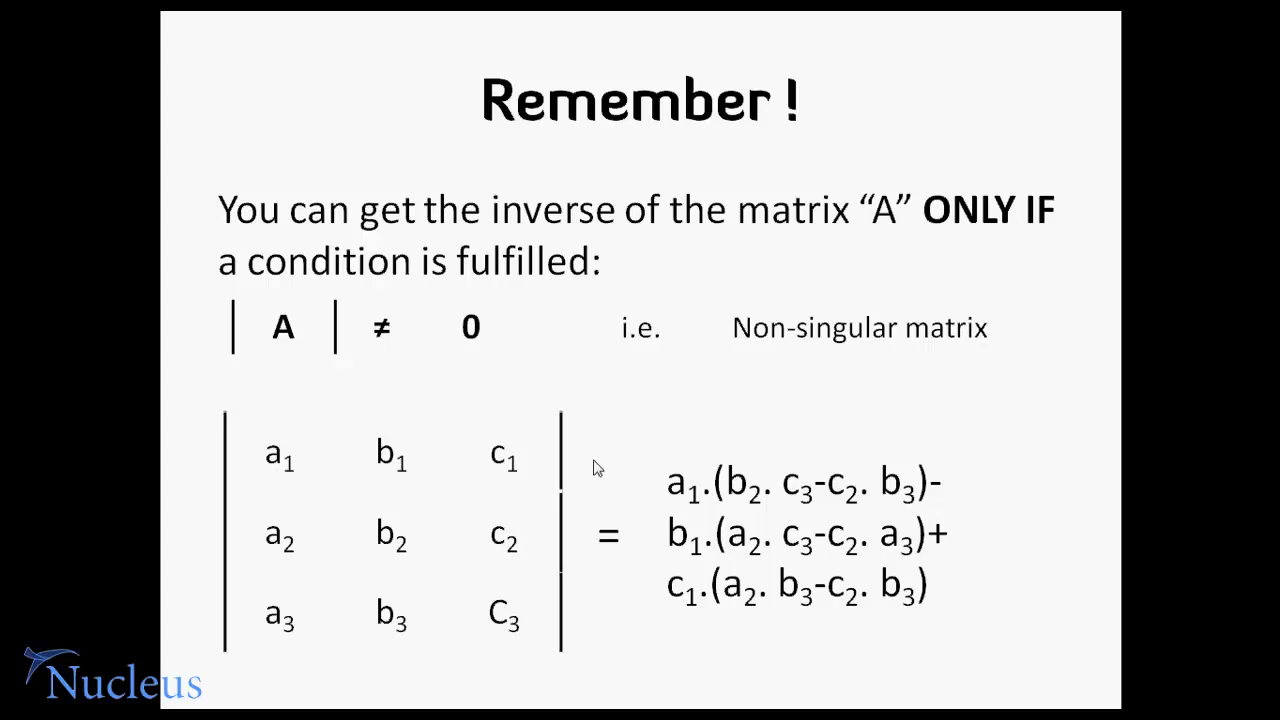 Remember !
You can get the inverse of the matrix “A” ONLY IF
a condition is fulfilled:
| A | ≠ 0 i.e. Non-singular matrix
a₁ b₁ c₁
a₂ b₂ c₂
a₃ b₃ C₃
=
a₁.(b₂. c₃-c₂. b₃)-
b₁.(a₂. c₃-c₂. a₃)+
c₁.(a₂. b₃-c₂. b₃)
Nucleus